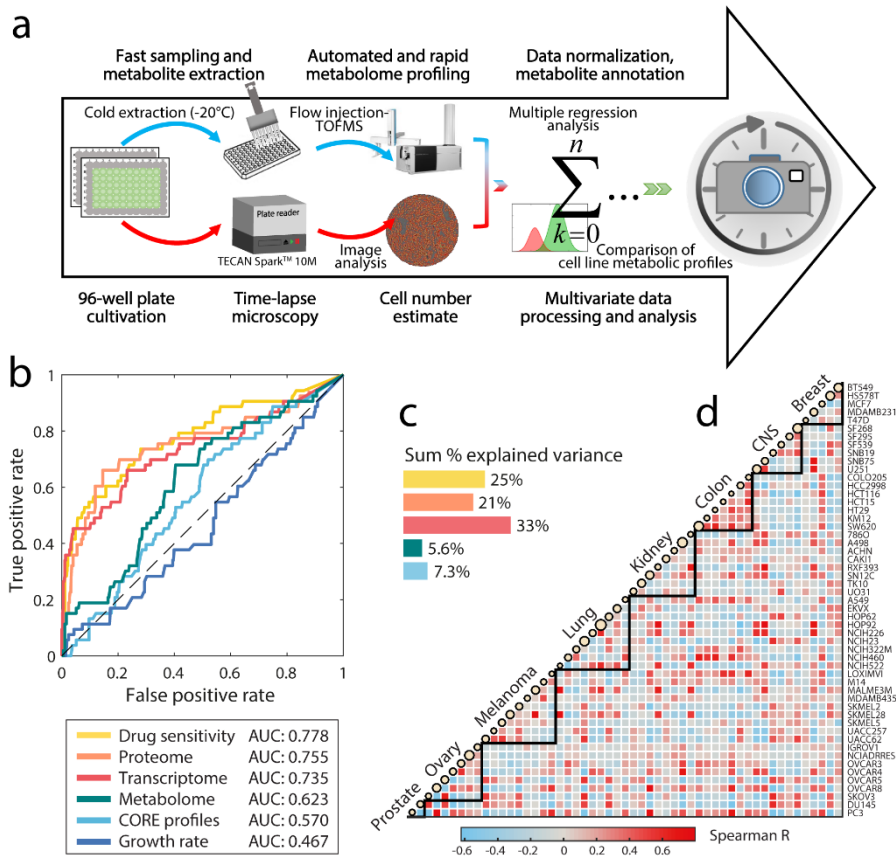 a
Fast sampling and
metabolite extraction
Automated and rapid
metabolome profiling
Data normalization,
metabolite annotation
Cold extraction (-20°C)
Flow injection-
TOFMS
Multiple regression
analysis
n
∑ ...
k=0
Plate reader
TECAN Spark™ 10M
Image
analysis
Comparison of
cell line metabolic profiles
96-well plate
cultivation
Time-lapse
microscopy
Cell number
estimate
Multivariate data
processing and analysis
b
True positive rate
1
0.8
0.6
0.4
0.2
0
0
0.2
0.4
0.6
0.8
1
False positive rate
Drug sensitivity AUC: 0.778
Proteome AUC: 0.755
Transcriptome AUC: 0.735
Metabolome AUC: 0.623
CORE profiles AUC: 0.570
Growth rate AUC: 0.467
c
Sum % explained variance
25%
21%
33%
5.6%
7.3%
d
Breast
CNS
Colon
Kidney
Lung
Melanoma
Ovary
Prostate
BT549
HS578T
MCF7
MDAMB231
T47D
SF268
SF295
SF539
SNB19
SNB75
U251
COLO205
HCC2998
HCT116
HCT15
HT29
KM12
SW620
786O
A498
ACHN
CAKI1
RXF393
SN12C
TK10
UO31
A549
EKVX
HOP62
HOP92
NCIH226
NCIH23
NCIH322M
NCIH460
NCIH522
LOXIMVI
M14
MALME3M
MDAMB435
SKMEL2
SKMEL28
SKMEL5
UACC257
UACC62
IGROV1
NCIADRRES
OVCAR3
OVCAR4
OVCAR5
OVCAR8
SKOV3
DU145
PC3
-0.6
-0.4
-0.2
0
0.2
0.4
0.6
Spearman R